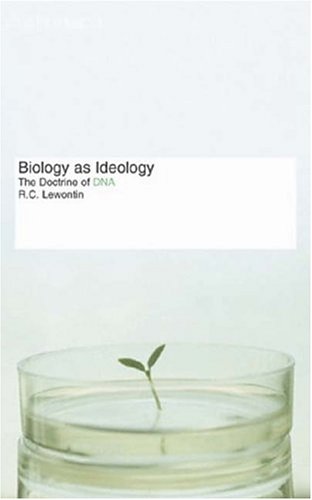 Biology as Ideology
The Doctrine of DNA
R.C. Lewontin